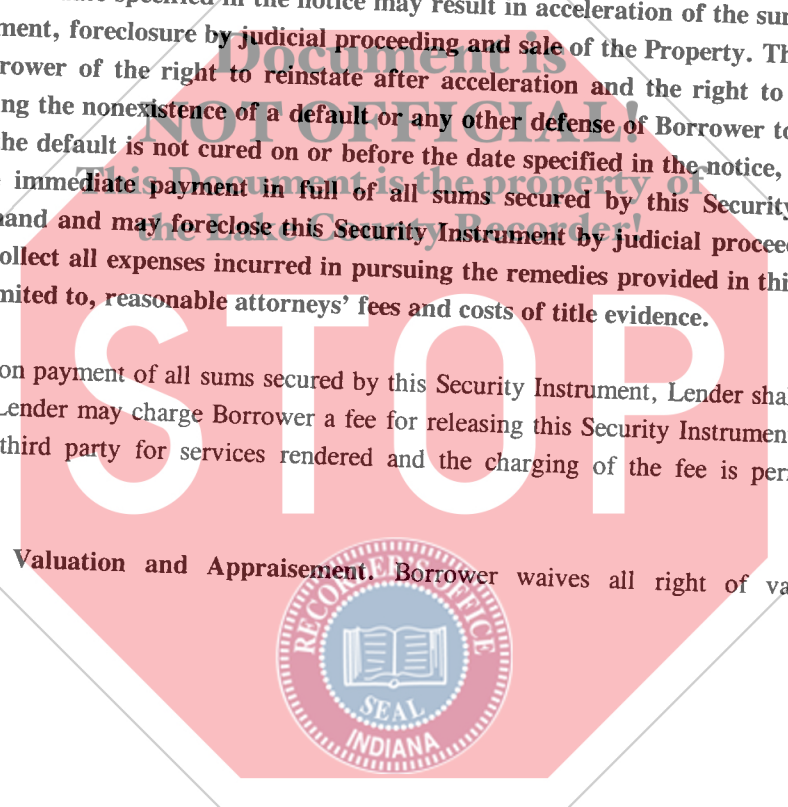 specified in the notice may result in acceleration of the sur
ment, foreclosure by judicial proceeding and sale of the Property. Th
rower of the right to reinstate after acceleration and the right to
ng the nonexistence of a default or any other defense of Borrower to
he default is not cured on or before the date specified in the notice,
immediate payment in full of all sums secured by this Security
and and may foreclose this Security Instrument by judicial procee
ollect all expenses incurred in pursuing the remedies provided in thi
mited to, reasonable attorneys' fees and costs of title evidence.
on payment of all sums secured by this Security Instrument, Lender shal
Lender may charge Borrower a fee for releasing this Security Instrument
third party for services rendered and the charging of the fee is per
Valuation and Appraisement. Borrower waives all right of va
Document is
NOT OFFICIAL!
This Document is the property of
the Lake County Recorder!
STOP
RECORDER'S OFFICE
SEAL
INDIANA